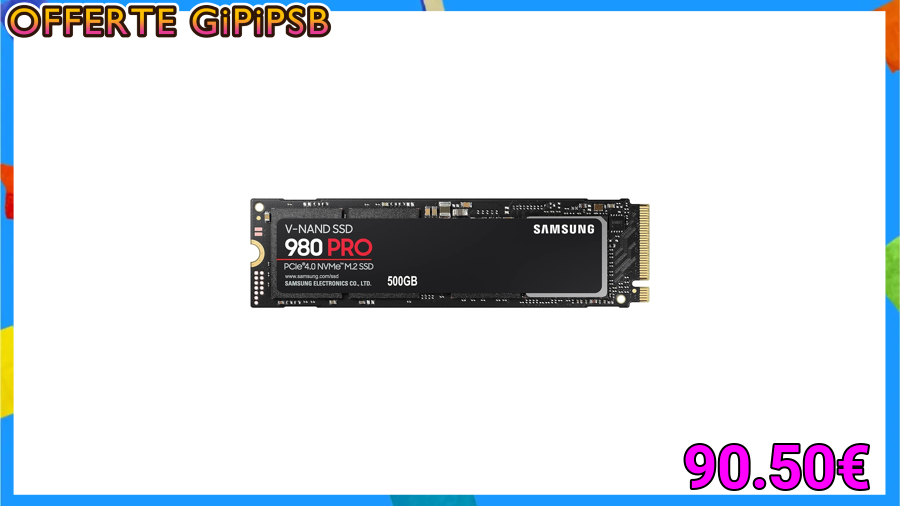 OFFERTE GiPiPSB
V-NAND SSD
SAMSUNG
980 PRO
PCIe®4.0 NVMe™ M.2 SSD
www.samsung.com/ssd
SAMSUNG ELECTRONICS CO., LTD.
500GB
90.50€